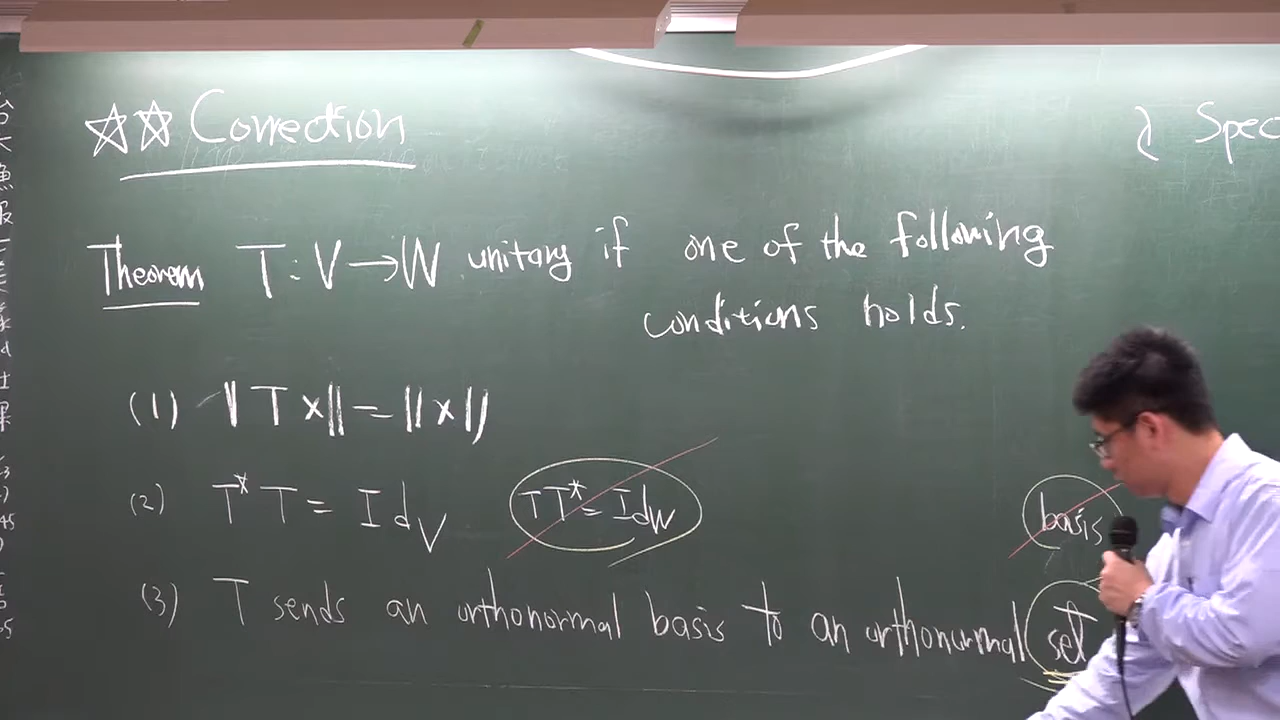 ☆☆ Correction
Theorem T : V → W unitary if one of the following
conditions holds.
(1) ‖Tx‖ = ‖x‖
(2) T* T = Id_V TT* = Id_W
basis
(3) T sends an orthonormal basis to an orthonormal set
Spec